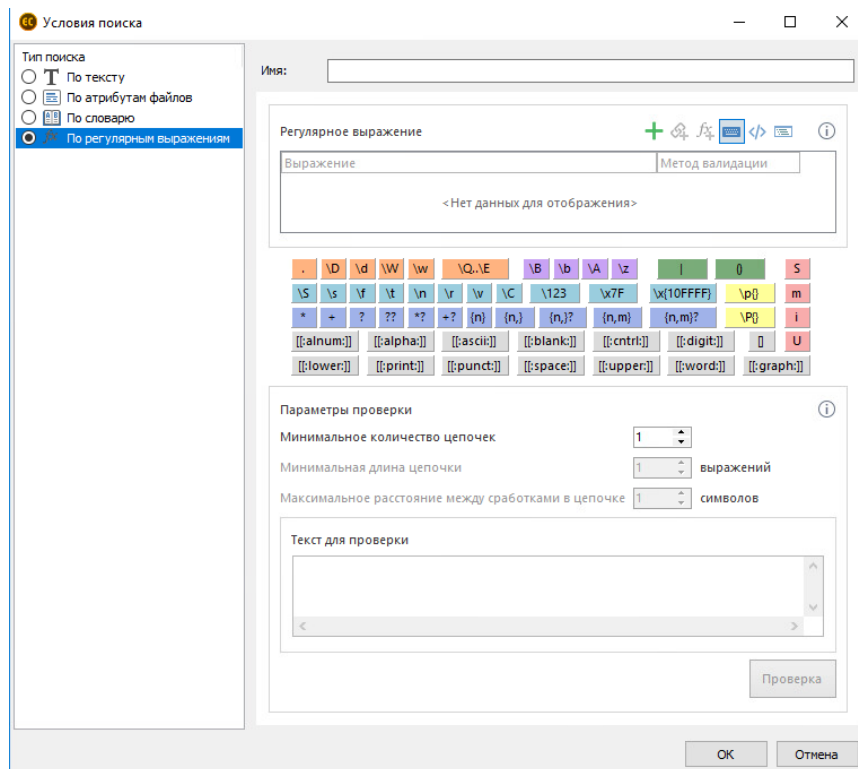 EC Условия поиска
Тип поиска
T По тексту
По атрибутам файлов
По словарю
По регулярным выражениям
Имя:
Регулярное выражение
Выражение Метод валидации
<Нет данных для отображения>
. \D \d \W \w \Q..\E \B \b \A \z | () S
\S \s \f \t \n \r \v \C \123 \x7F \x{10FFFF} \p{} m
* + ? ?? *? +? {n} {n,} {n,}? {n,m} {n,m}? \P{} i
[[:alnum:]] [[:alpha:]] [[:ascii:]] [[:blank:]] [[:cntrl:]] [[:digit:]] [] U
[[:lower:]] [[:print:]] [[:punct:]] [[:space:]] [[:upper:]] [[:word:]] [[:graph:]]
Параметры проверки
Минимальное количество цепочек 1
Минимальная длина цепочки 1 выражений
Максимальное расстояние между сработками в цепочке 1 символов
Текст для проверки
Проверка
OK Отмена